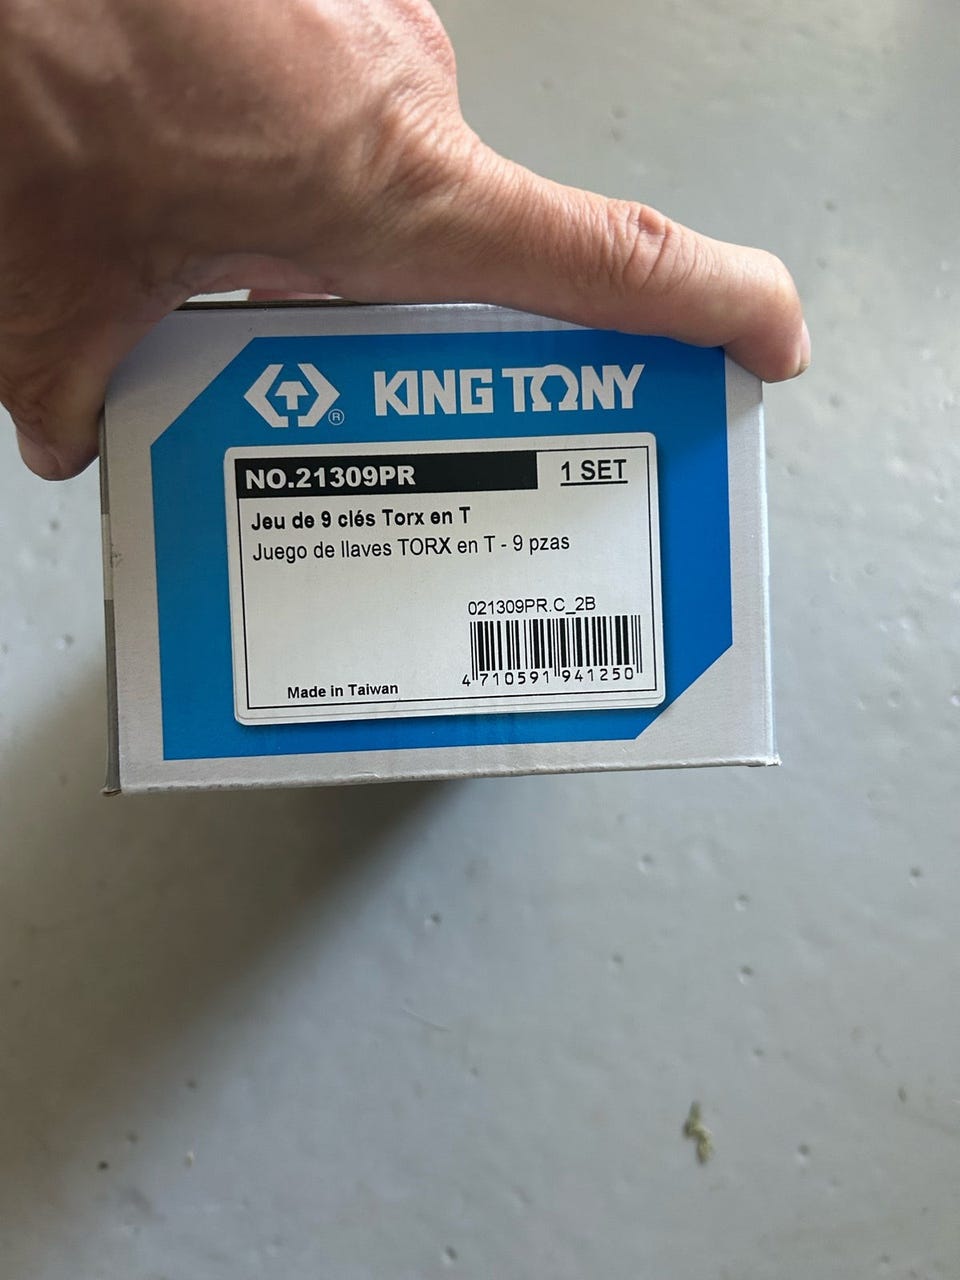 ® KING TONY
NO.21309PR 1 SET
Jeu de 9 clés Torx en T
Juego de llaves TORX en T - 9 pzas
021309PR.C_2B
4 710591 941250
Made in Taiwan